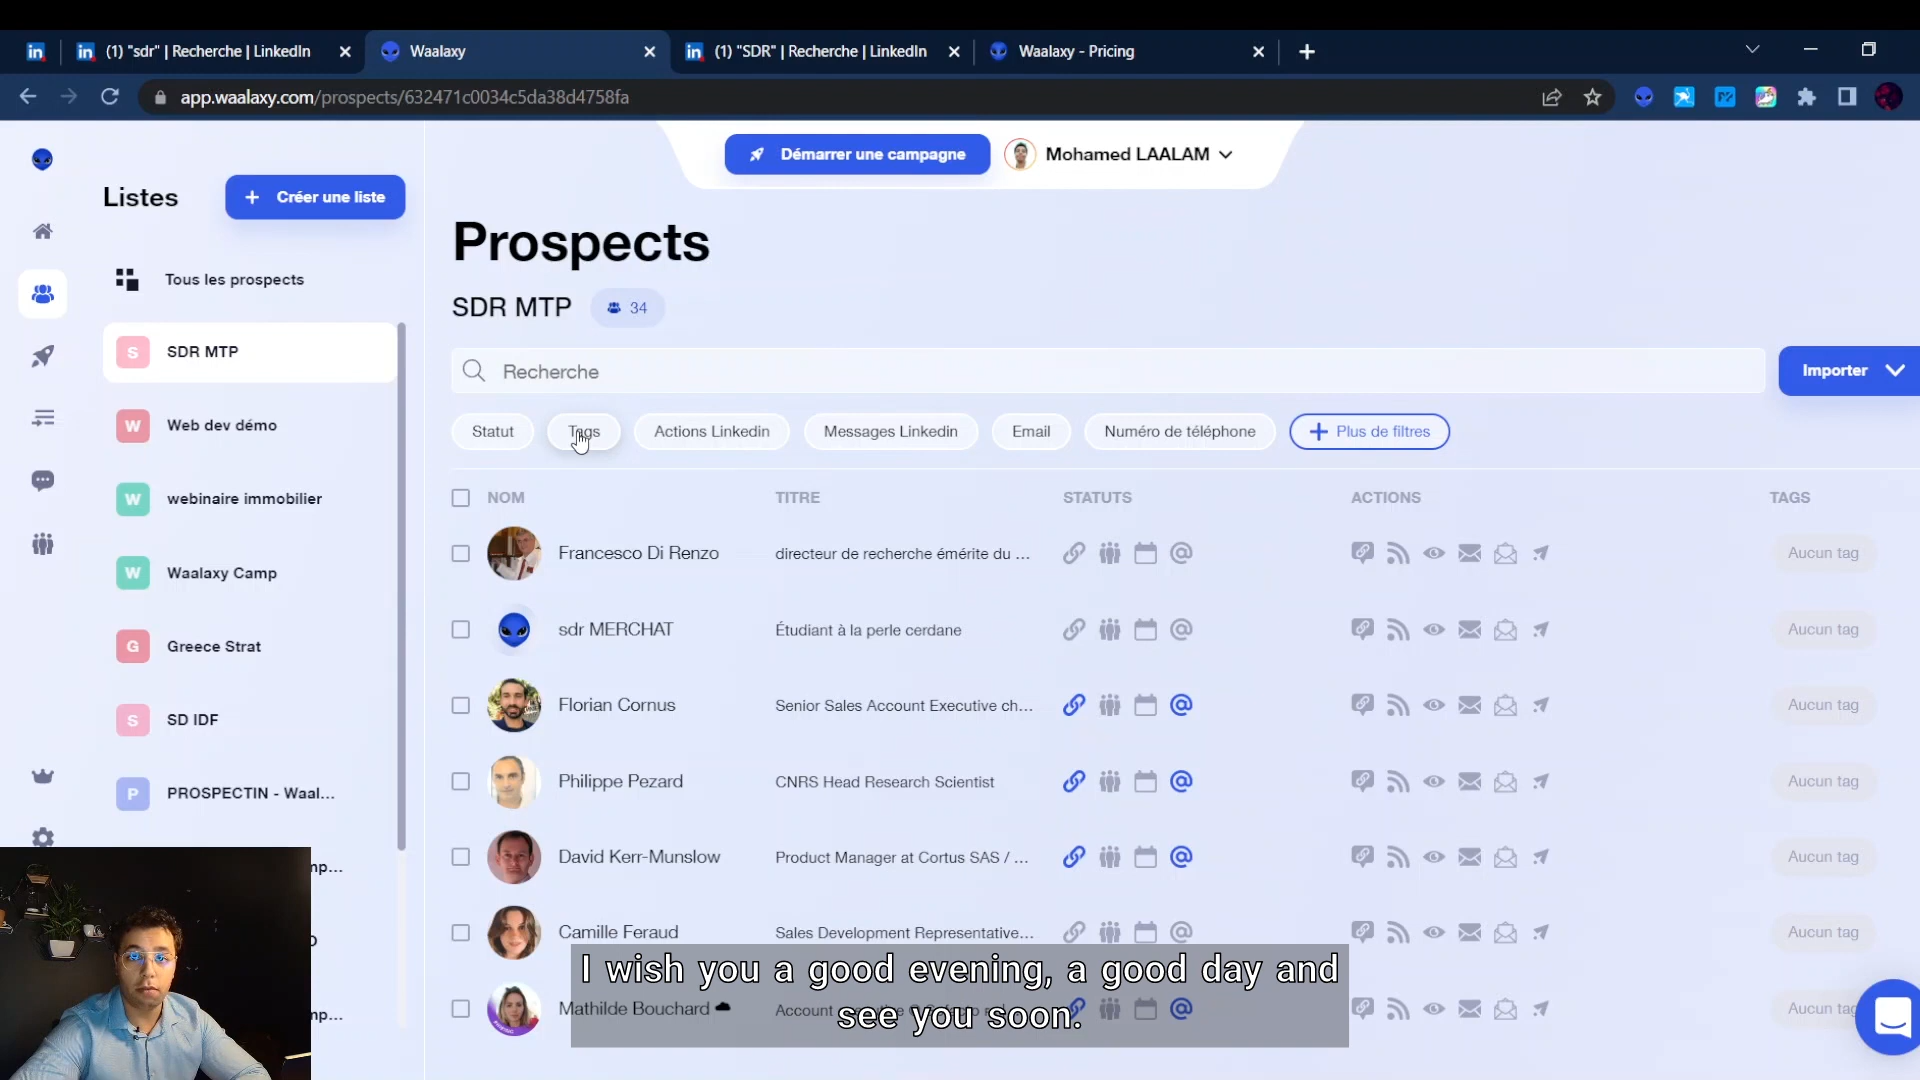 (1) "sdr" | Recherche | LinkedIn
Waalaxy
(1) "SDR" | Recherche | LinkedIn
Waalaxy - Pricing
app.waalaxy.com/prospects/632471c0034c5da38d4758fa
Démarrer une campagne
Mohamed LAALAM
Listes
+ Créer une liste
Tous les prospects
S SDR MTP
W Web dev démo
W webinaire immobilier
W Waalaxy Camp
G Greece Strat
S SD IDF
P PROSPECTIN - Waal...
mp...
mp...
Prospects
SDR MTP 34
Recherche
Importer
Statut Tags Actions Linkedin Messages Linkedin Email Numéro de téléphone + Plus de filtres
NOM TITRE STATUTS ACTIONS TAGS
Francesco Di Renzo directeur de recherche émérite du ... Aucun tag
sdr MERCHAT Étudiant à la perle cerdane Aucun tag
Florian Cornus Senior Sales Account Executive ch... Aucun tag
Philippe Pezard CNRS Head Research Scientist Aucun tag
David Kerr-Munslow Product Manager at Cortus SAS / ... Aucun tag
Camille Feraud Sales Development Representative... Aucun tag
Mathilde Bouchard Account Aucun tag
I wish you a good evening, a good day and
see you soon.